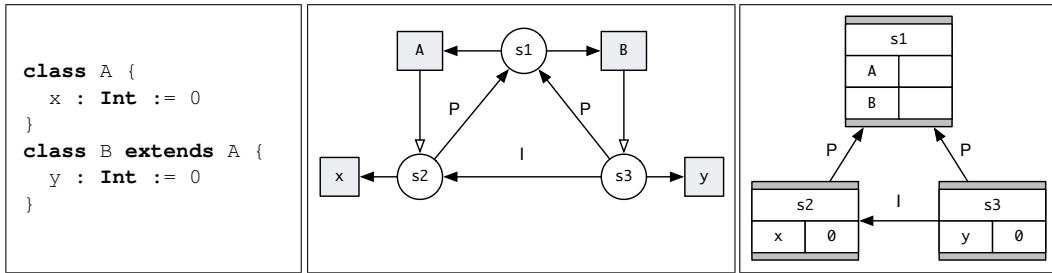 class A {
x : Int := 0
}
class B extends A {
y : Int := 0
}
A
s1
B
P
P
I
x
s2
s3
y
s1
A
B
P
P
s2
I
s3
x 0
y 0